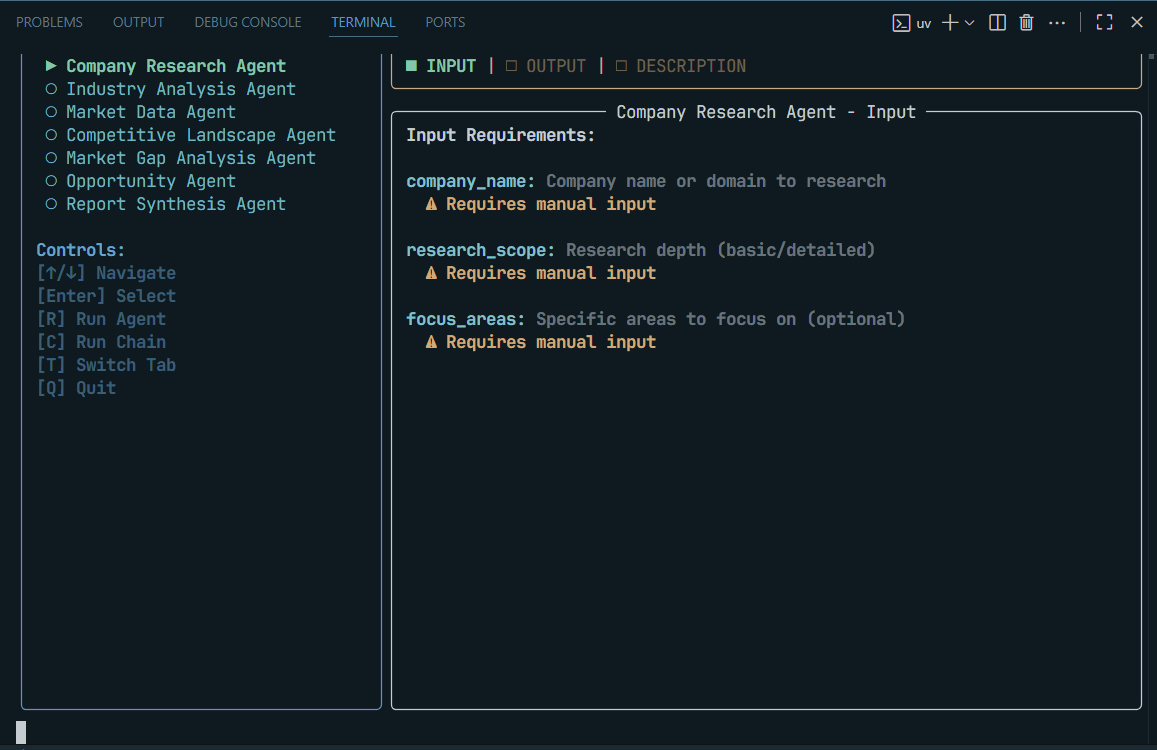 PROBLEMS OUTPUT DEBUG CONSOLE TERMINAL PORTS
uv
▶ Company Research Agent
○ Industry Analysis Agent
○ Market Data Agent
○ Competitive Landscape Agent
○ Market Gap Analysis Agent
○ Opportunity Agent
○ Report Synthesis Agent
Controls:
[↑/↓] Navigate
[Enter] Select
[R] Run Agent
[C] Run Chain
[T] Switch Tab
[Q] Quit
■ INPUT | □ OUTPUT | □ DESCRIPTION
Company Research Agent - Input
Input Requirements:
company_name: Company name or domain to research
⚠ Requires manual input
research_scope: Research depth (basic/detailed)
⚠ Requires manual input
focus_areas: Specific areas to focus on (optional)
⚠ Requires manual input